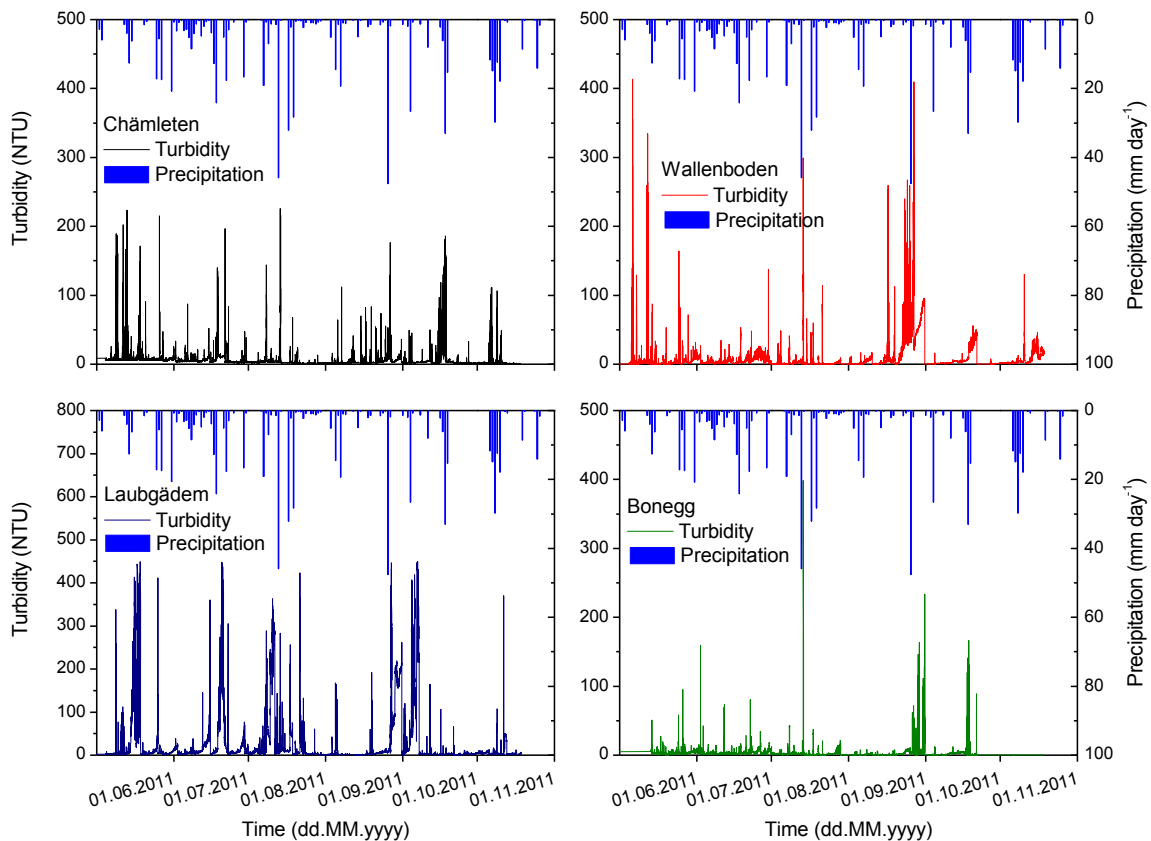 500
400
300
200
100
0
Turbidity (NTU)
Chämleten
Turbidity
Precipitation
500
400
300
200
100
0
Wallenboden
Turbidity
Precipitation
0
20
40
60
80
100
Precipitation (mm day-1)
800
700
600
500
400
300
200
100
0
Turbidity (NTU)
Laubgädem
Turbidity
Precipitation
01.06.2011
01.07.2011
01.08.2011
01.09.2011
01.10.2011
01.11.2011
Time (dd.MM.yyyy)
500
400
300
200
100
0
Bonegg
Turbidity
Precipitation
0
20
40
60
80
100
Precipitation (mm day-1)
01.06.2011
01.07.2011
01.08.2011
01.09.2011
01.10.2011
01.11.2011
Time (dd.MM.yyyy)